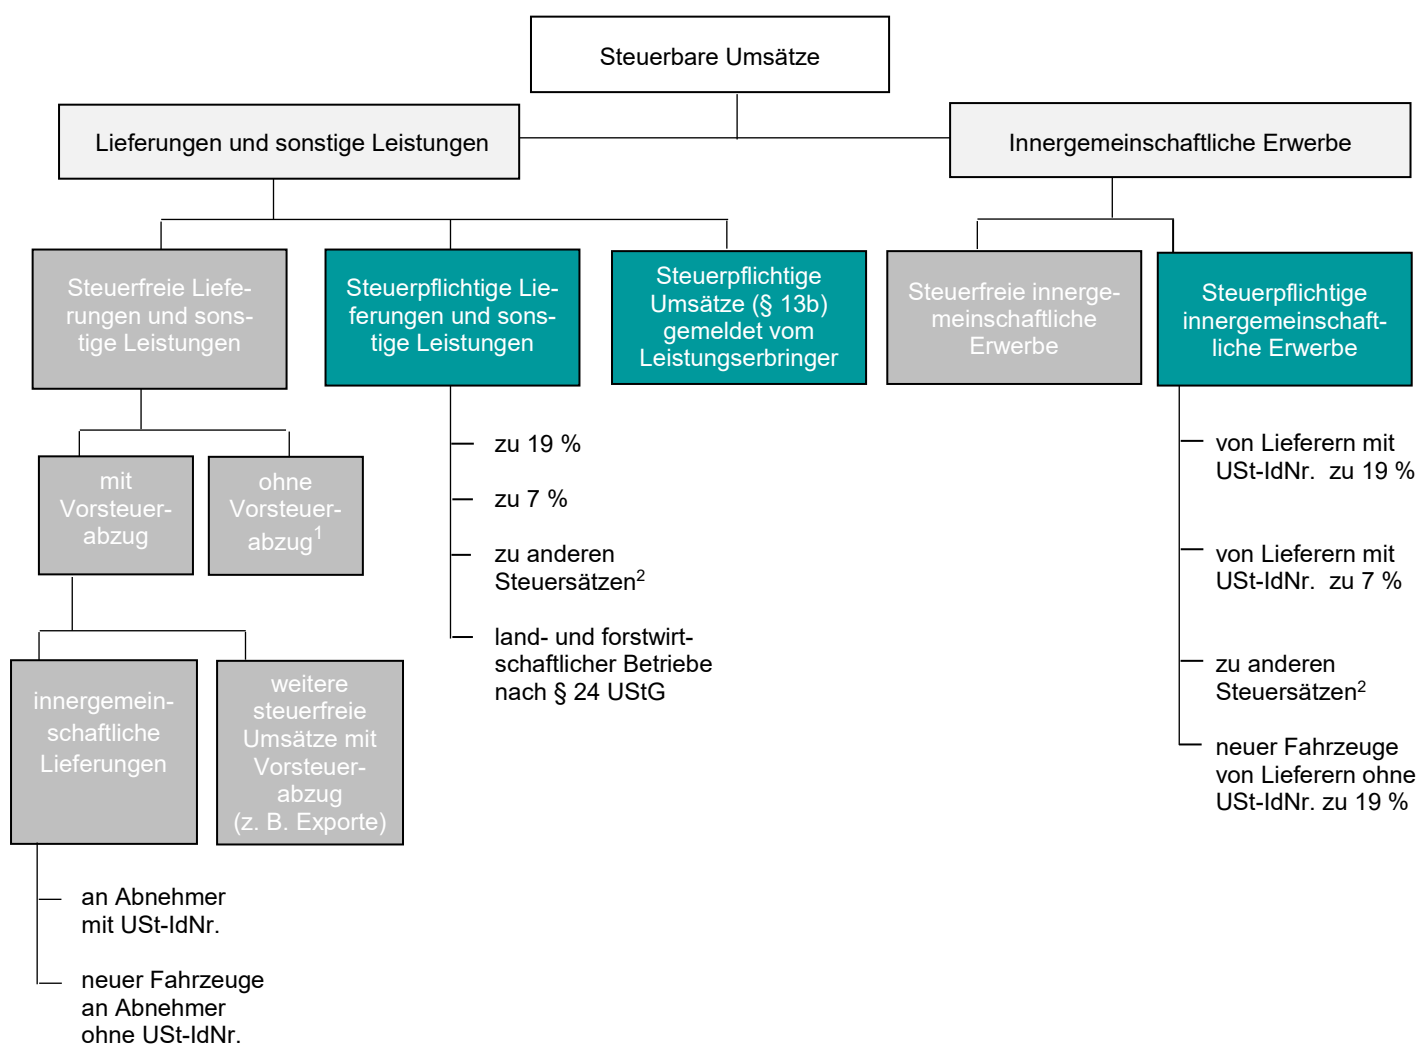 Steuerbare Umsätze
Lieferungen und sonstige Leistungen
Innergemeinschaftliche Erwerbe
Steuerfreie Liefe-
rungen und sons-
tige Leistungen
Steuerpflichtige Lie-
ferungen und sons-
tige Leistungen
Steuerpflichtige
Umsätze (§ 13b)
gemeldet vom
Leistungserbringer
Steuerfreie innerge-
meinschaftliche
Erwerbe
Steuerpflichtige
innergemeinschaft-
liche Erwerbe
mit
Vorsteuer-
abzug
ohne
Vorsteuer-
abzug¹
zu 19 %
zu 7 %
zu anderen
Steuersätzen²
land- und forstwirt-
schaftlicher Betriebe
nach § 24 UStG
von Lieferern mit
USt-IdNr. zu 19 %
von Lieferern mit
USt-IdNr. zu 7 %
zu anderen
Steuersätzen²
neuer Fahrzeuge
von Lieferern ohne
USt-IdNr. zu 19 %
innergemein-
schaftliche
Lieferungen
weitere
steuerfreie
Umsätze mit
Vorsteuer-
abzug
(z. B. Exporte)
an Abnehmer
mit USt-IdNr.
neuer Fahrzeuge
an Abnehmer
ohne USt-IdNr.